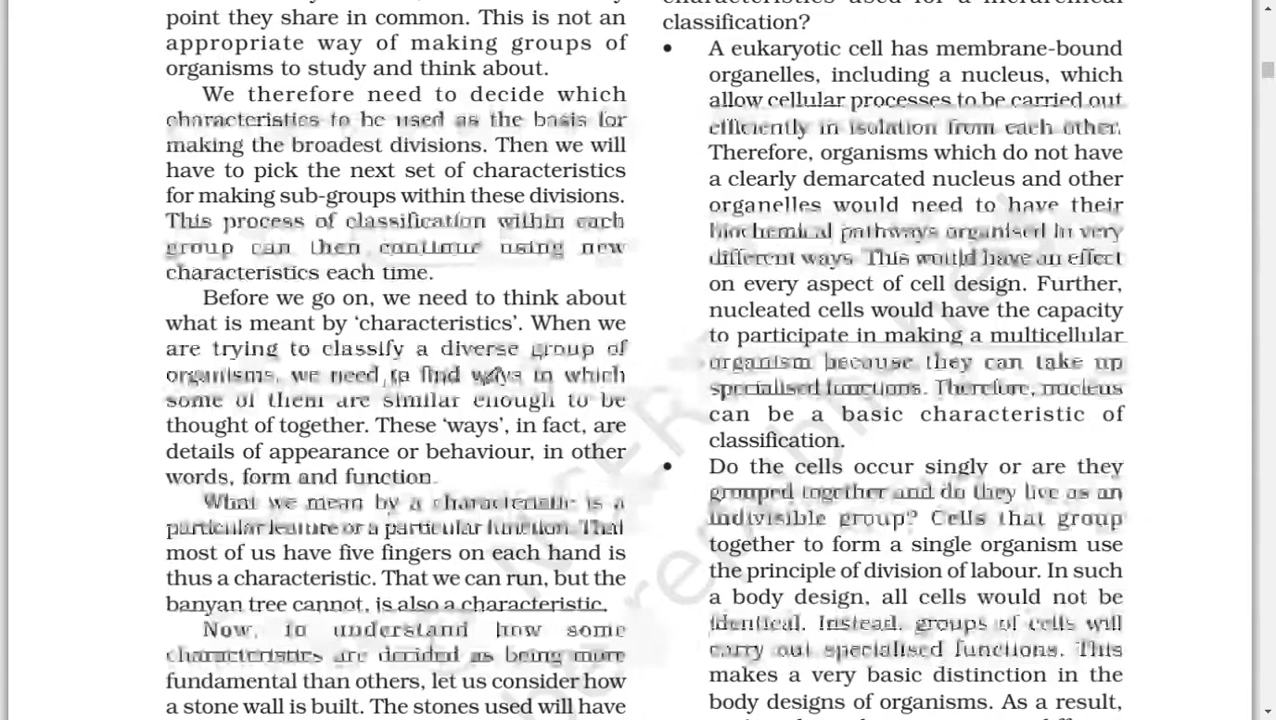 point they share in common. This is not an
appropriate way of making groups of
organisms to study and think about.
We therefore need to decide which
characteristics to be used as the basis for
making the broadest divisions. Then we will
have to pick the next set of characteristics
for making sub-groups within these divisions.
This process of classification within each
group can then continue using new
characteristics each time.
Before we go on, we need to think about
what is meant by ‘characteristics’. When we
are trying to classify a diverse group of
organisms, we need to find ways in which
some of them are similar enough to be
thought of together. These ‘ways’, in fact, are
details of appearance or behaviour, in other
words, form and function.
What we mean by a characteristic is a
particular feature or a particular function. That
most of us have five fingers on each hand is
thus a characteristic. That we can run, but the
banyan tree cannot, is also a characteristic.
Now, to understand how some
characteristics are decided as being more
fundamental than others, let us consider how
a stone wall is built. The stones used will have
characteristics used for a hierarchical
classification?
• A eukaryotic cell has membrane-bound
organelles, including a nucleus, which
allow cellular processes to be carried out
efficiently in isolation from each other.
Therefore, organisms which do not have
a clearly demarcated nucleus and other
organelles would need to have their
biochemical pathways organised in very
different ways. This would have an effect
on every aspect of cell design. Further,
nucleated cells would have the capacity
to participate in making a multicellular
organism because they can take up
specialised functions. Therefore, nucleus
can be a basic characteristic of
classification.
• Do the cells occur singly or are they
grouped together and do they live as an
indivisible group? Cells that group
together to form a single organism use
the principle of division of labour. In such
a body design, all cells would not be
identical. Instead, groups of cells will
carry out specialised functions. This
makes a very basic distinction in the
body designs of organisms. As a result,